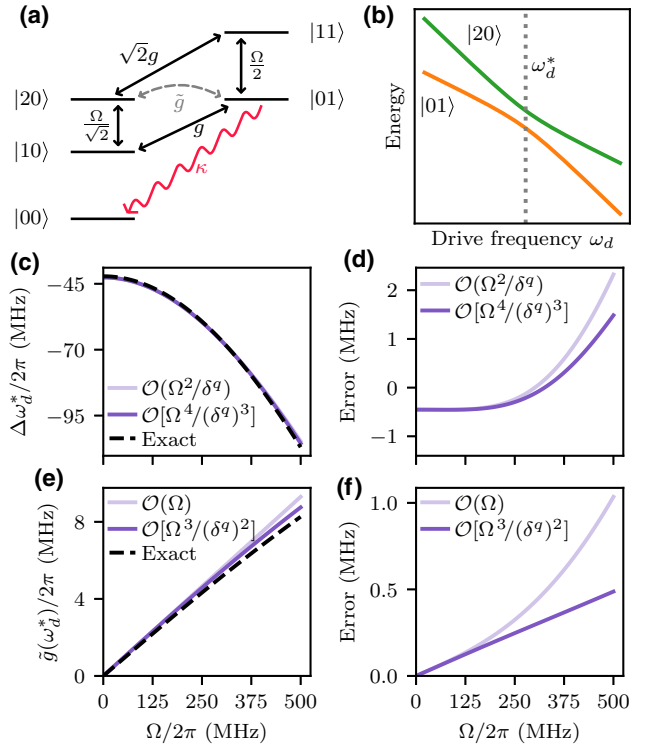 (a)
|11⟩
√2g
Ω/2
|20⟩
g̃
|01⟩
Ω/√2
g
|10⟩
κ
|00⟩
(b)
|20⟩
ω_d^*
|01⟩
Energy
Drive frequency ω_d
(c)
Δω_d^*/2π (MHz)
−45
−70
−95
O(Ω²/δ^q)
O[Ω⁴/(δ^q)³]
Exact
(d)
Error (MHz)
2
1
0
−1
O(Ω²/δ^q)
O[Ω⁴/(δ^q)³]
(e)
g̃(ω_d^*)/2π (MHz)
8
4
0
O(Ω)
O[Ω³/(δ^q)²]
Exact
0 125 250 375 500
Ω/2π (MHz)
(f)
Error (MHz)
1.0
0.5
0.0
O(Ω)
O[Ω³/(δ^q)²]
0 125 250 375 500
Ω/2π (MHz)